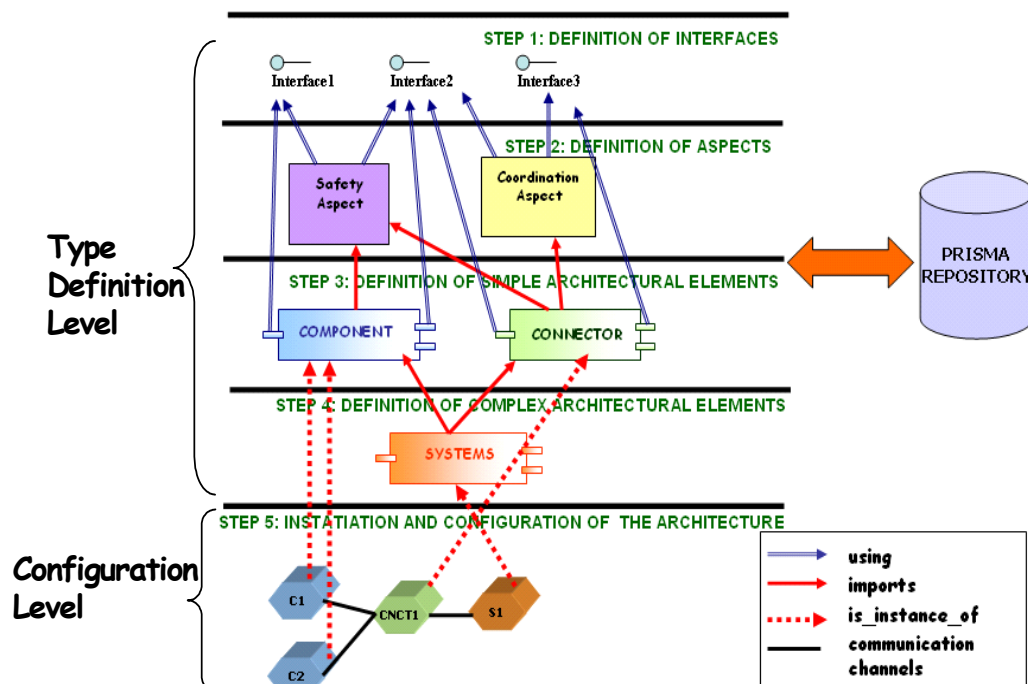 STEP 1: DEFINITION OF INTERFACES
Interface1
Interface2
Interface3
STEP 2: DEFINITION OF ASPECTS
Safety
Aspect
Coordination
Aspect
Type
Definition
Level
PRISMA
REPOSITORY
STEP 3: DEFINITION OF SIMPLE ARCHITECTURAL ELEMENTS
COMPONENT
CONNECTOR
STEP 4: DEFINITION OF COMPLEX ARCHITECTURAL ELEMENTS
SYSTEMS
STEP 5: INSTATIATION AND CONFIGURATION OF THE ARCHITECTURE
Configuration
Level
C1
CNCT1
S1
C2
using
imports
is_instance_of
communication
channels